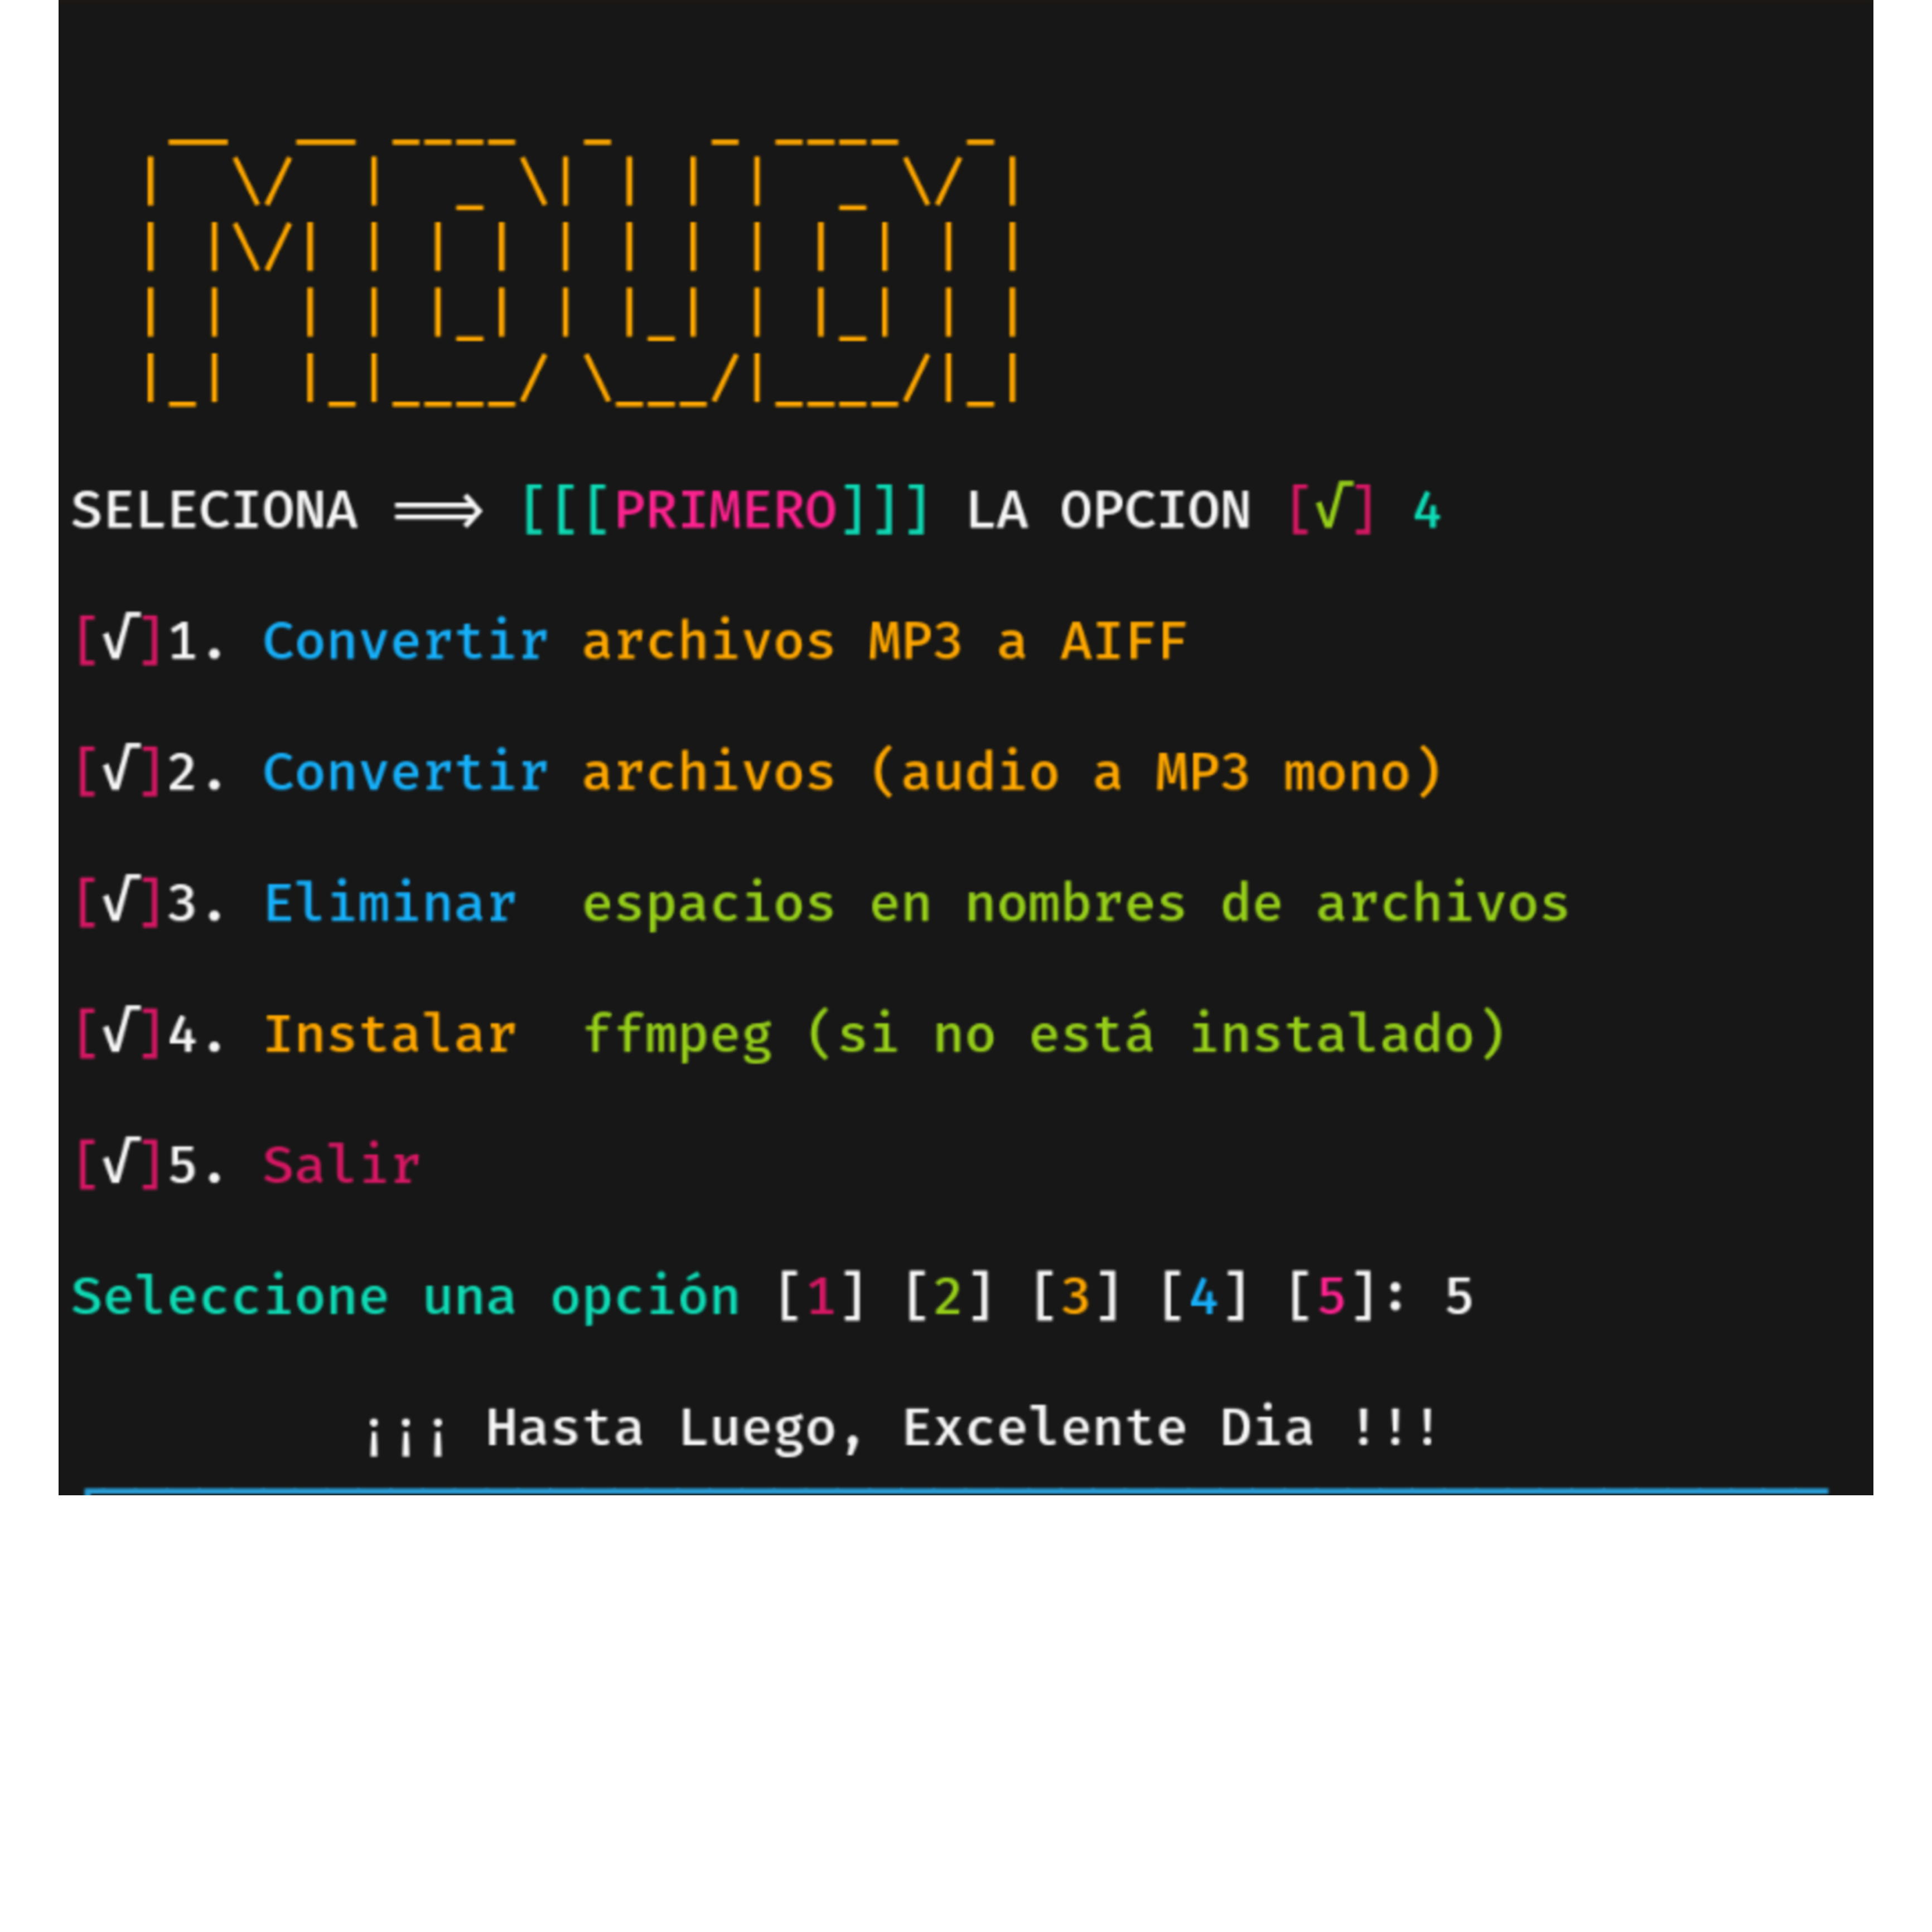 SELECIONA ⟹ [[[PRIMERO]]] LA OPCION [√] 4
[√]1. Convertir archivos MP3 a AIFF
[√]2. Convertir archivos (audio a MP3 mono)
[√]3. Eliminar  espacios en nombres de archivos
[√]4. Instalar  ffmpeg (si no está instalado)
[√]5. Salir
Seleccione una opción [1] [2] [3] [4] [5]: 5
¡¡¡ Hasta Luego, Excelente Dia !!!